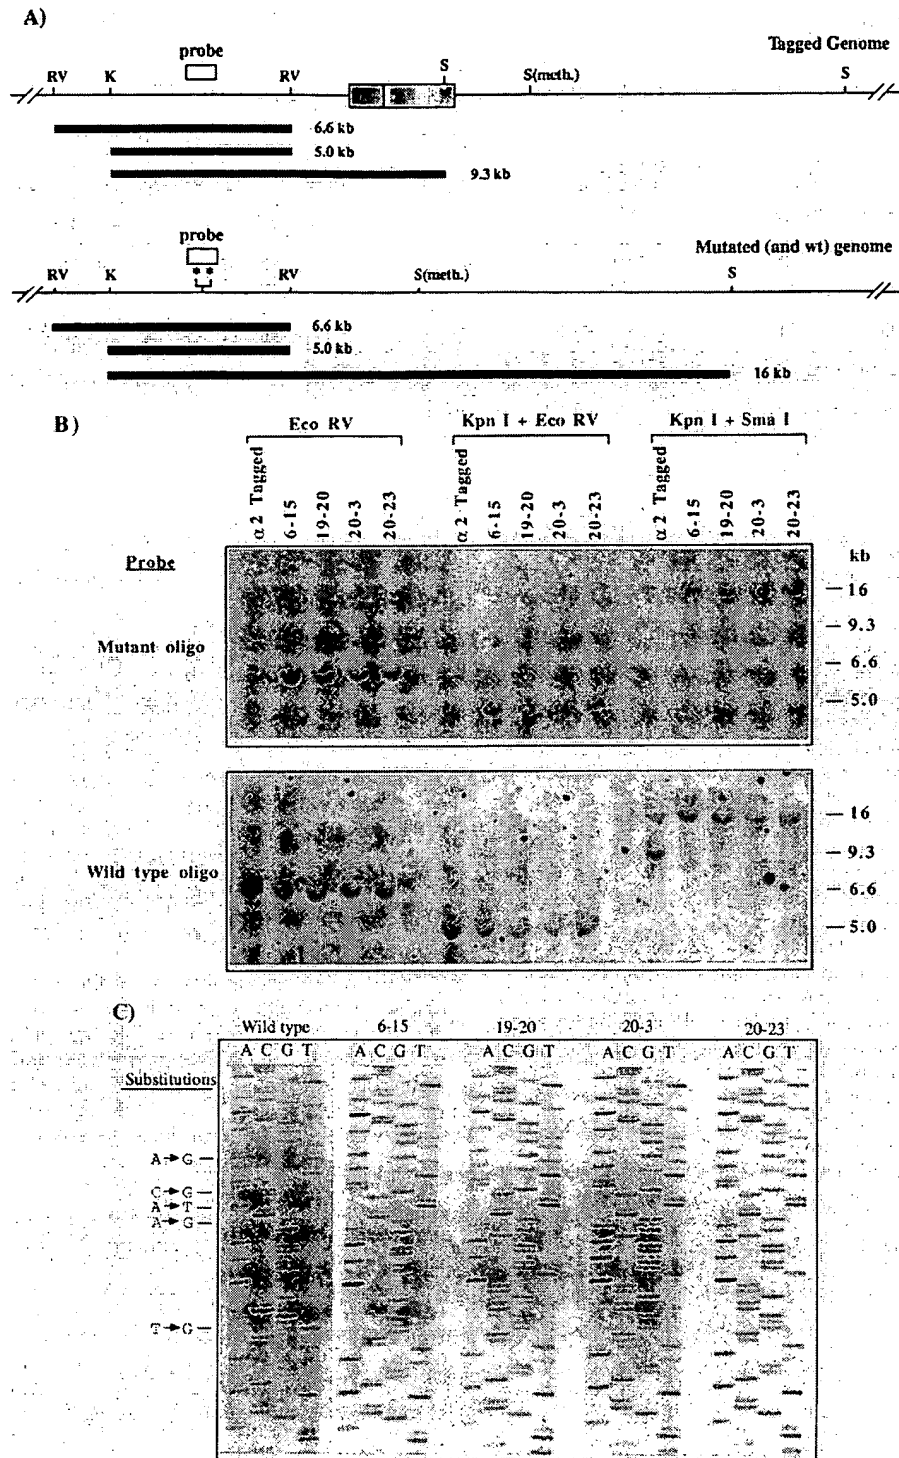 A)
Tagged Genome
probe
RV K RV S S(meth.) S
6.6 kb
5.0 kb
9.3 kb
Mutated (and wt) genome
probe
* *
RV K RV S(meth.) S
6.6 kb
5.0 kb
16 kb
B)
Eco RV Kpn I + Eco RV Kpn I + Sma I
α2 Tagged 6-15 19-20 20-3 20-23 α2 Tagged 6-15 19-20 20-3 20-23 α2 Tagged 6-15 19-20 20-3 20-23
Probe kb
16
9.3
Mutant oligo
6.6
5.0
16
9.3
Wild type oligo
6.6
5.0
C)
Wild type 6-15 19-20 20-3 20-23
A C G T A C G T A C G T A C G T A C G T
Substitutions
A→G
C→G
A→T
A→G
T→G